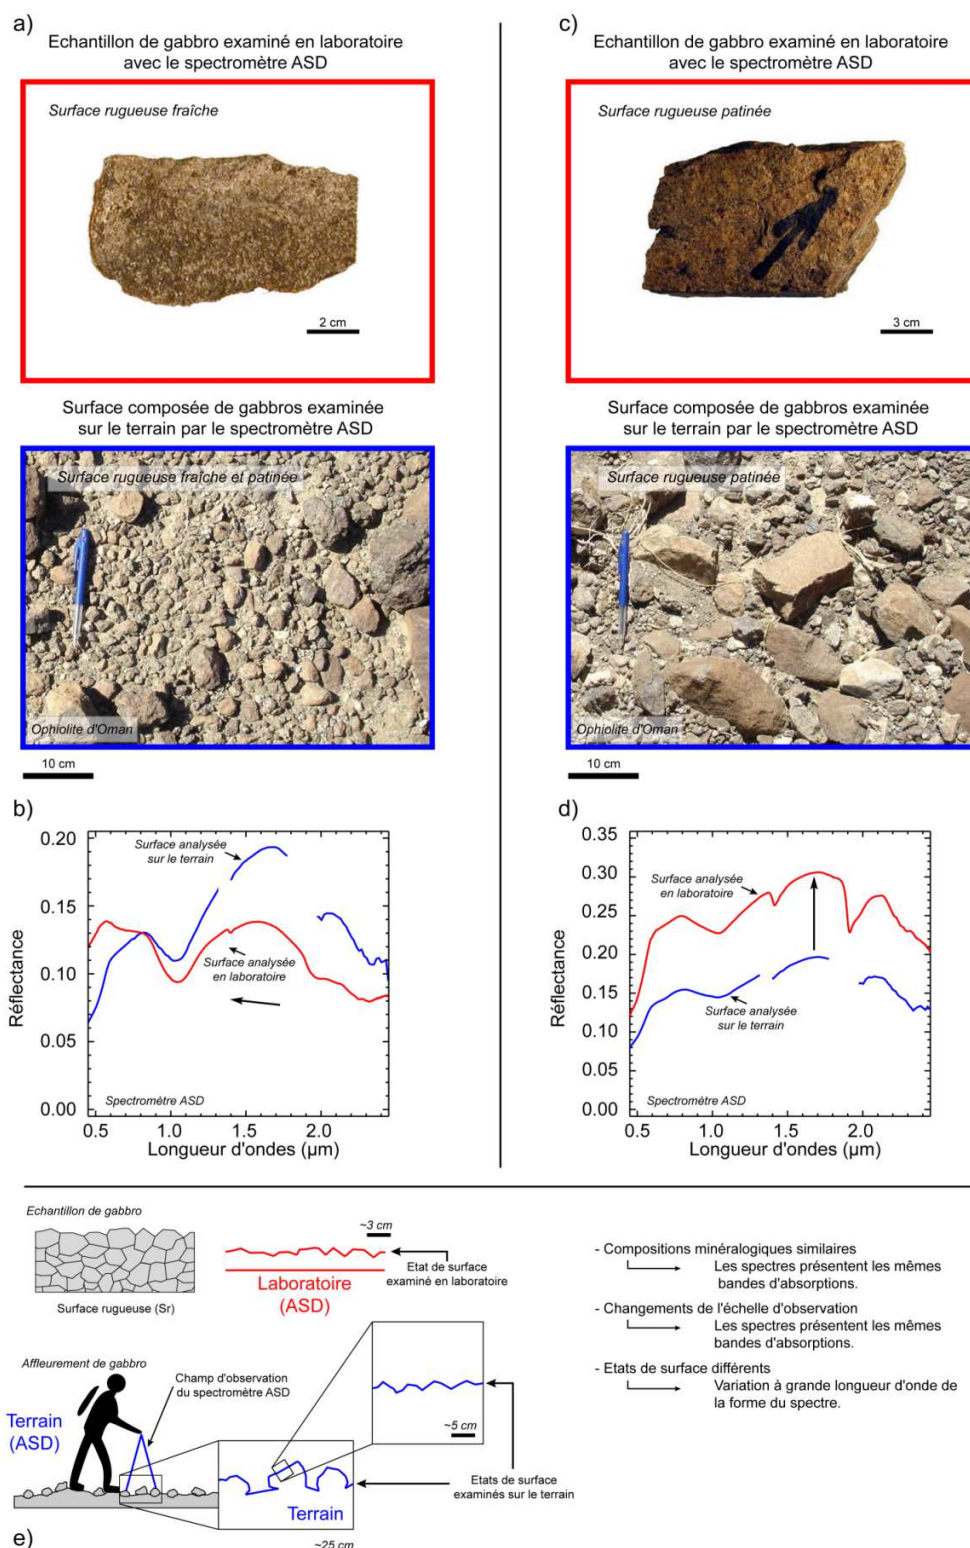 a)
Echantillon de gabbro examiné en laboratoire
avec le spectromètre ASD
Surface rugueuse fraîche
2 cm
Surface composée de gabbros examinée
sur le terrain par le spectromètre ASD
Surface rugueuse fraîche et patinée
Ophiolite d'Oman
10 cm
b)
0.20
0.15
0.10
0.05
0.00
Réflectance
Surface analysée
sur le terrain
Surface analysée
en laboratoire
Spectromètre ASD
0.5 1.0 1.5 2.0
Longueur d'ondes (µm)
c)
Echantillon de gabbro examiné en laboratoire
avec le spectromètre ASD
Surface rugueuse patinée
3 cm
Surface composée de gabbros examinée
sur le terrain par le spectromètre ASD
Surface rugueuse patinée
Ophiolite d'Oman
10 cm
d)
0.35
0.30
0.25
0.20
0.15
0.10
0.05
0.00
Réflectance
Surface analysée
en laboratoire
Surface analysée
sur le terrain
Spectromètre ASD
0.5 1.0 1.5 2.0
Longueur d'ondes (µm)
Echantillon de gabbro
Surface rugueuse (Sr)
~3 cm
Laboratoire
(ASD)
Etat de surface
examiné en laboratoire
Affleurement de gabbro
Terrain
(ASD)
Champ d'observation
du spectromètre ASD
~5 cm
Terrain
Etats de surface
examinés sur le terrain
~25 cm
- Compositions minéralogiques similaires
Les spectres présentent les mêmes
bandes d'absorptions.
- Changements de l'échelle d'observation
Les spectres présentent les mêmes
bandes d'absorptions.
- Etats de surface différents
Variation à grande longueur d'onde de
la forme du spectre.
e)